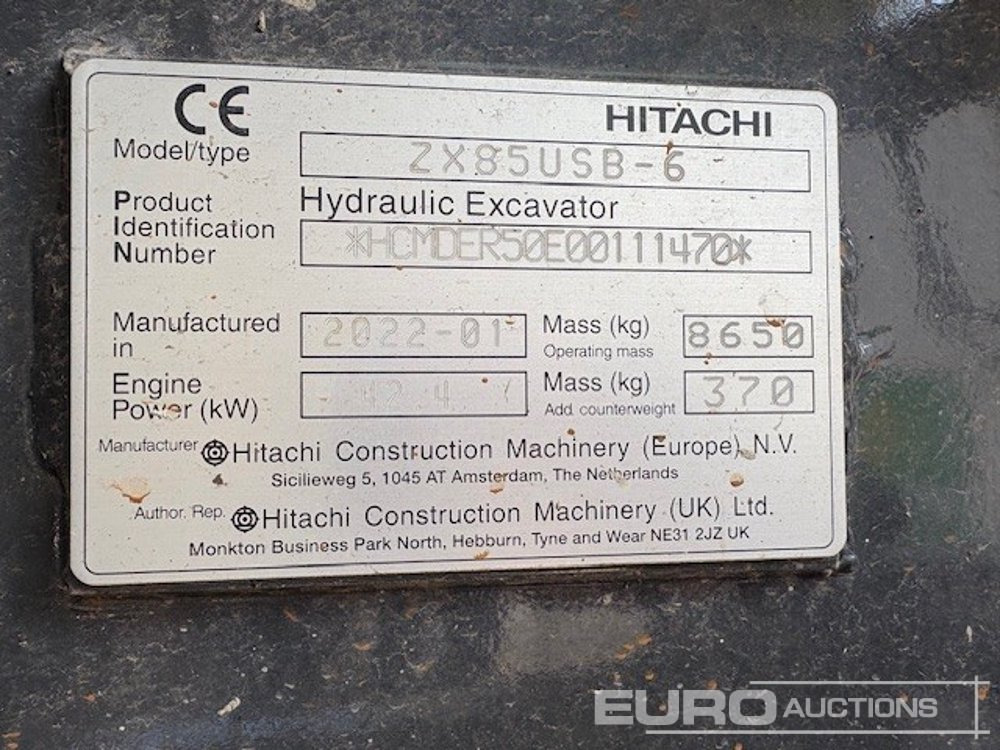 CE HITACHI
Model/type ZX85USB-6
Product Hydraulic Excavator
Identification *HCMDER50E00111470*
Number
Manufactured in 2022-01 Mass (kg) Operating mass 8650
Engine Power (kW) 42.4 / Mass (kg) Add. counterweight 370
Manufacturer Hitachi Construction Machinery (Europe) N.V.
Sicilieweg 5, 1045 AT Amsterdam, The Netherlands
Author. Rep. Hitachi Construction Machinery (UK) Ltd.
Monkton Business Park North, Hebburn, Tyne and Wear NE31 2JZ UK
EURO AUCTIONS